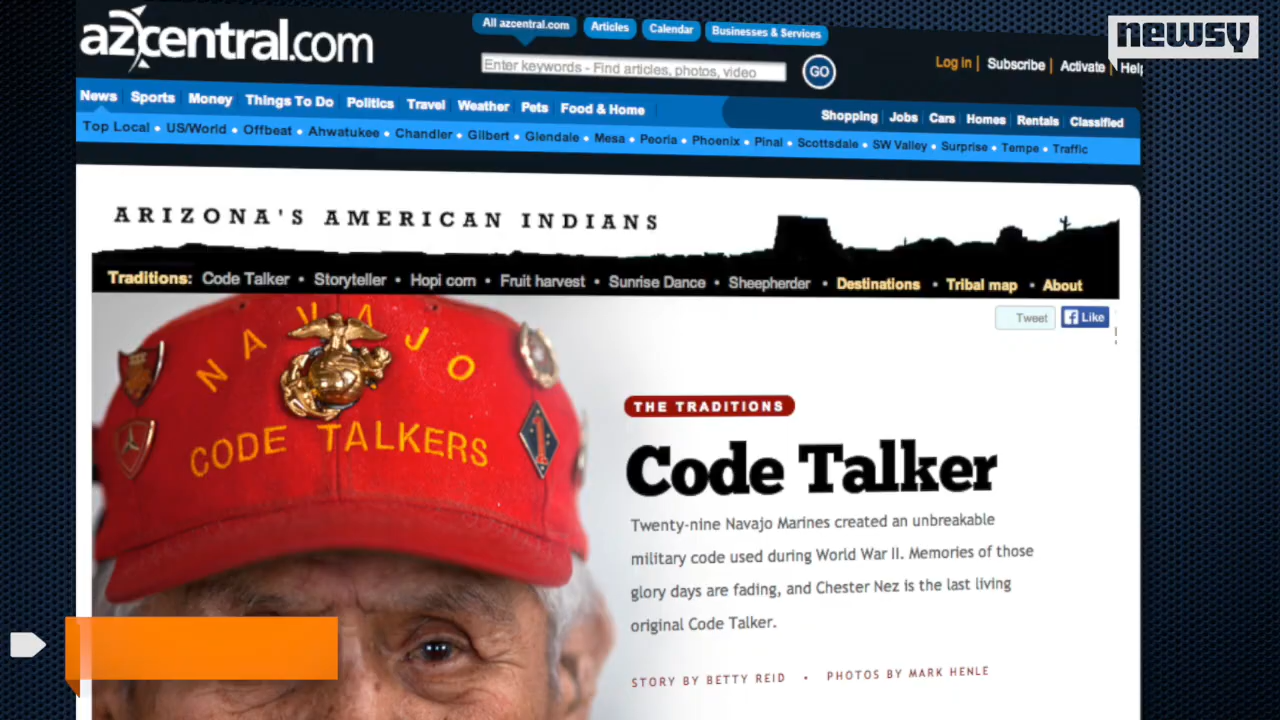 newsy
azcentral.com
All azcentral.com Articles Calendar Businesses & Services
Enter keywords - Find articles, photos, video GO
Log in | Subscribe | Activate | Help
News Sports Money Things To Do Politics Travel Weather Pets Food & Home
Shopping Jobs Cars Homes Rentals Classified
Top Local • US/World • Offbeat • Ahwatukee • Chandler • Gilbert • Glendale • Mesa • Peoria • Phoenix • Pinal • Scottsdale • SW Valley • Surprise • Tempe • Traffic
ARIZONA'S AMERICAN INDIANS
Traditions: Code Talker • Storyteller • Hopi corn • Fruit harvest • Sunrise Dance • Sheepherder • Destinations • Tribal map • About
Tweet Like
NAVAJO
CODE TALKERS
1
THE TRADITIONS
Code Talker
Twenty-nine Navajo Marines created an unbreakable
military code used during World War II. Memories of those
glory days are fading, and Chester Nez is the last living
original Code Talker.
STORY BY BETTY REID • PHOTOS BY MARK HENLE